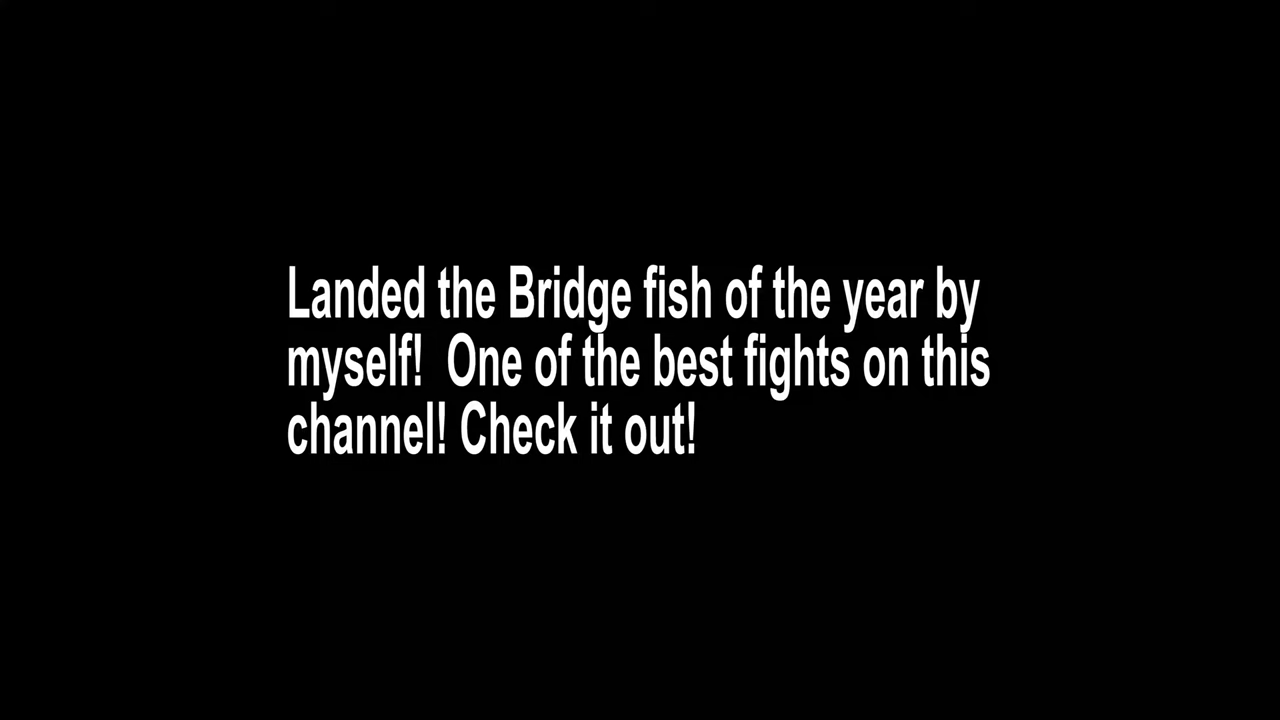 Landed the Bridge fish of the year by
myself!  One of the best fights on this
channel! Check it out!